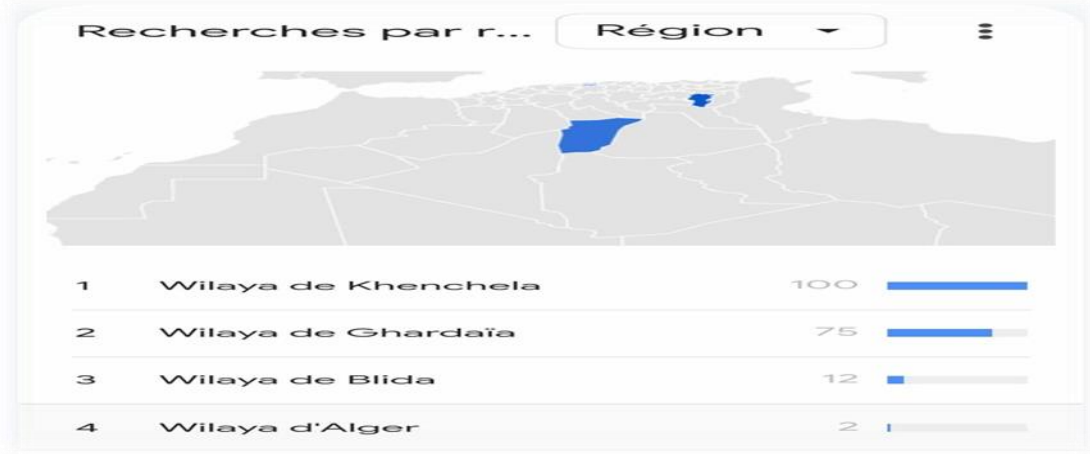 Recherches par r... Région
1 Wilaya de Khenchela 100
2 Wilaya de Ghardaïa 75
3 Wilaya de Blida 12
4 Wilaya d'Alger 2